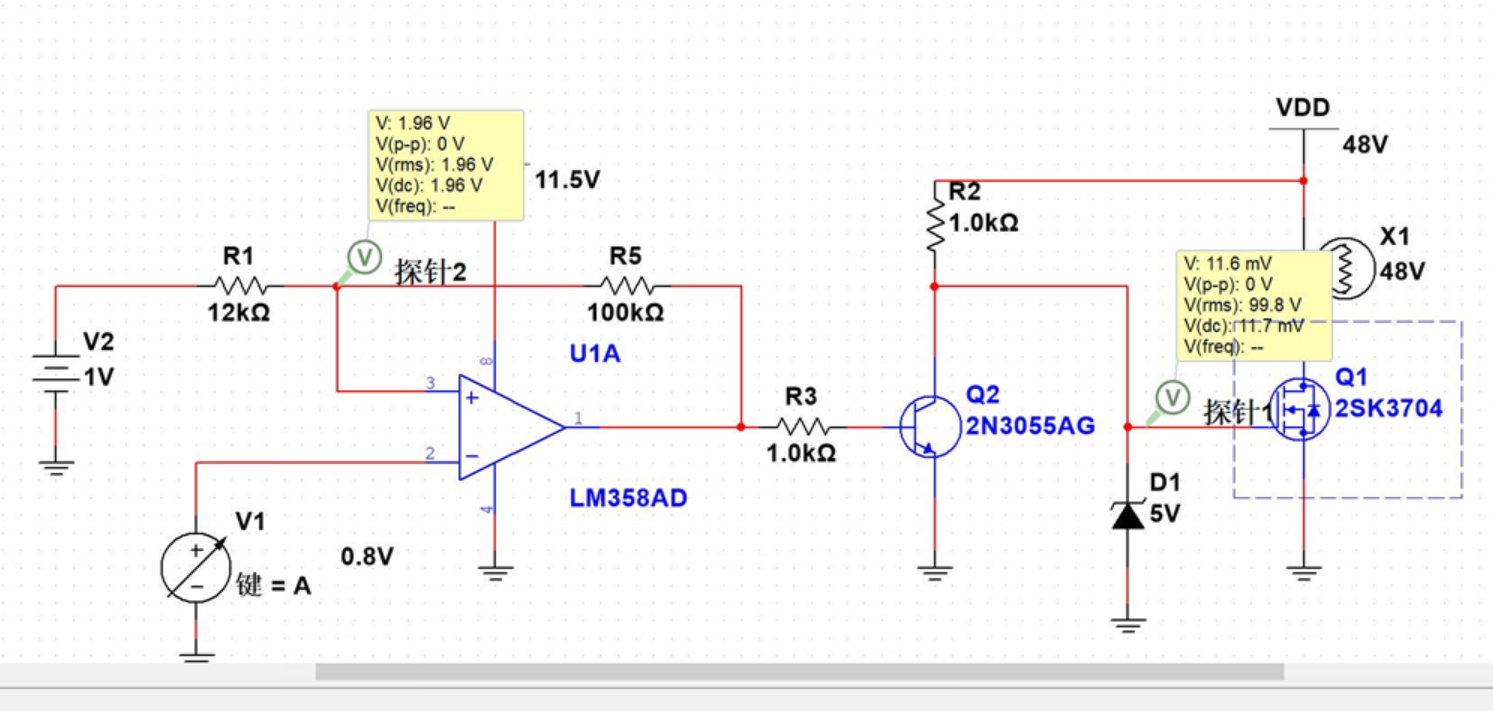 VDD
48V
V: 1.96 V
V(p-p): 0 V
V(rms): 1.96 V
V(dc): 1.96 V
V(freq): --
11.5V
R2
1.0kΩ
R1
12kΩ
探针2
R5
100kΩ
X1
48V
V: 11.6 mV
V(p-p): 0 V
V(rms): 99.8 V
V(dc): 11.7 mV
V(freq): --
V
V2
1V
U1A
8
3
1
2
4
LM358AD
R3
1.0kΩ
Q2
2N3055AG
V
探针1
Q1
2SK3704
D1
5V
V1
键 = A
0.8V